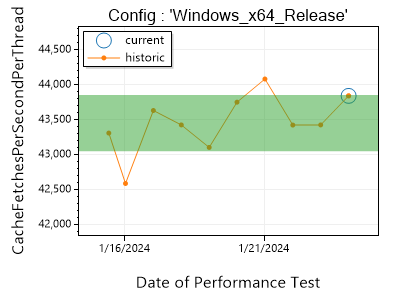 Config : 'Windows_x64_Release'
CacheFetchesPerSecondPerThread
44,500
44,000
43,500
43,000
42,500
42,000
current
historic
1/16/2024
1/21/2024
Date of Performance Test